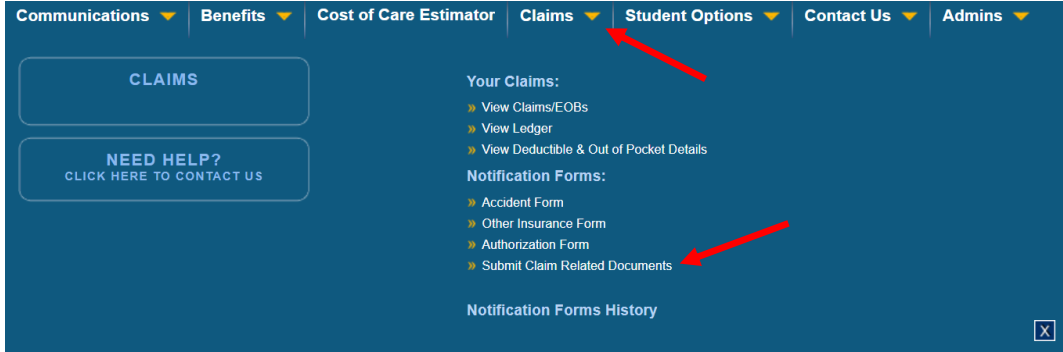 Communications Benefits Cost of Care Estimator Claims Student Options Contact Us Admins
CLAIMS
NEED HELP?
CLICK HERE TO CONTACT US
Your Claims:
» View Claims/EOBs
» View Ledger
» View Deductible & Out of Pocket Details
Notification Forms:
» Accident Form
» Other Insurance Form
» Authorization Form
» Submit Claim Related Documents
Notification Forms History
X